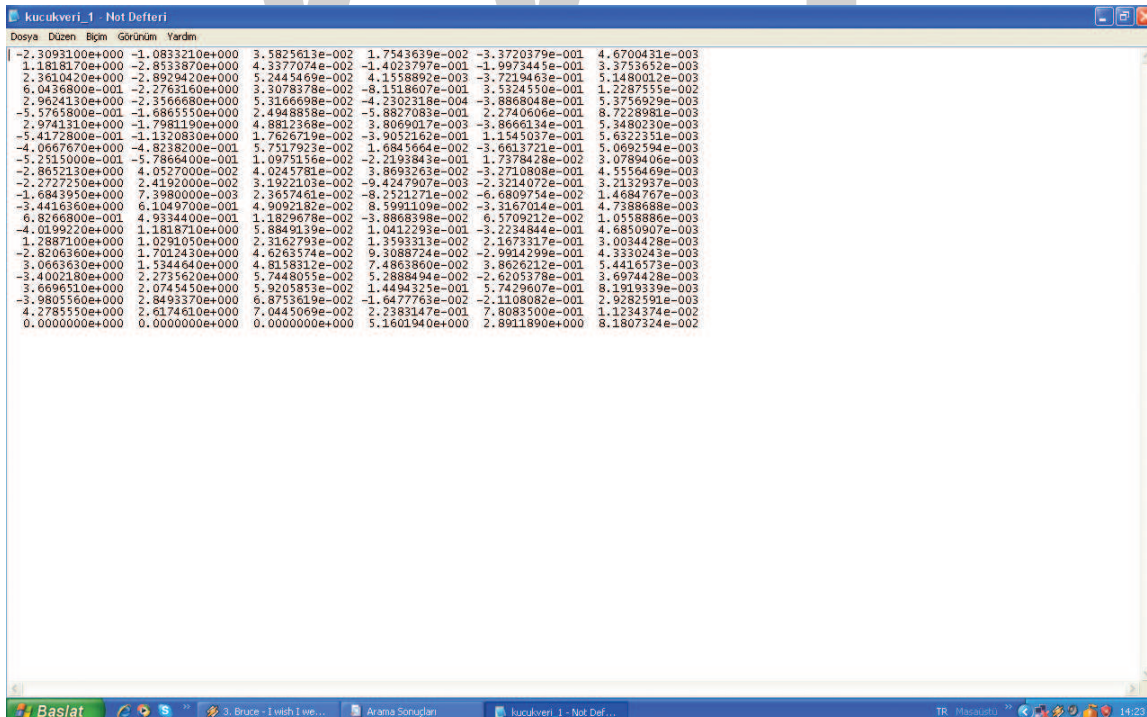 kucukveri_1 - Not Defteri
Dosya Düzen Biçim Görünüm Yardım
-2.3093100e+000 -1.0833210e+000 3.5825613e-002 1.7543639e-002 -3.3720379e-001 4.6700431e-003
1.1818170e+000 -2.8533870e+000 4.3377074e-002 -1.4023797e-001 -1.9973445e-001 3.3753652e-003
2.3610420e+000 -2.8929420e+000 5.2445469e-002 4.1558892e-002 -3.7219463e-001 5.1480012e-003
6.0436800e-001 -2.2763160e+000 3.3078378e-002 -8.1518607e-001 3.5324550e-001 1.2287555e-002
2.9624130e+000 -2.3566680e+000 5.3166698e-002 -4.2302318e-004 -3.8868048e-001 5.3756929e-003
-5.5765800e-001 -1.6865550e+000 2.4948858e-002 -5.8827083e-001 2.2740606e-001 8.7228981e-003
2.9741310e+000 -1.7981190e+000 4.8812368e-002 3.8069017e-003 -3.8666134e-001 5.3480230e-003
-5.4172800e-001 -1.1320830e+000 1.7626719e-002 -3.9052162e-001 1.1545037e-001 5.6322351e-003
-4.0667670e+000 -4.8238200e-001 5.7517923e-002 1.6845664e-002 -3.6613721e-001 5.0692594e-003
-5.2515000e-001 -5.7866400e-001 1.0975156e-002 -2.2193843e-001 1.7378428e-002 3.0789406e-003
-2.8652130e+000 4.0527000e-002 4.0245781e-002 3.8693263e-002 -3.2710808e-001 4.5556469e-003
-2.2727250e+000 2.4192000e-002 3.1922103e-002 -9.4247907e-003 -2.3214072e-001 3.2132937e-003
-1.6843950e+000 7.3980000e-003 2.3657461e-002 -8.2521271e-002 -6.6809754e-002 1.4684767e-003
-3.4416360e+000 6.1049700e-001 4.9092182e-002 8.5991109e-002 -3.3167014e-001 4.7388688e-003
6.8266800e-001 4.9334400e-001 1.1829678e-002 -3.8868398e-002 6.5709212e-002 1.0558886e-003
-4.0199220e+000 1.1818710e+000 5.8849139e-002 1.0412293e-001 -3.2234844e-001 4.6850907e-003
1.2887100e+000 1.0291050e+000 2.3162793e-002 1.3593313e-002 2.1673317e-001 3.0034428e-003
-2.8206360e+000 1.7012430e+000 4.6263574e-002 9.3088724e-002 -2.9914299e-001 4.3330243e-003
3.0663630e+000 1.5344640e+000 4.8158312e-002 7.4863860e-002 3.8626212e-001 5.4416573e-003
-3.4002180e+000 2.2735620e+000 5.7448055e-002 5.2888494e-002 -2.6205378e-001 3.6974428e-003
3.6696510e+000 2.0745450e+000 5.9205853e-002 1.4494325e-001 5.7429607e-001 8.1919339e-003
-3.9805560e+000 2.8493370e+000 6.8753619e-002 -1.6477763e-002 -2.1108082e-001 2.9282591e-003
4.2785550e+000 2.6174610e+000 7.0445069e-002 2.2383147e-001 7.8083500e-001 1.1234374e-002
0.0000000e+000 0.0000000e+000 0.0000000e+000 5.1601940e+000 2.8911890e+000 8.1807324e-002
Baslat 3. Bruce - I wish I we... Arama Sonuçları kucukveri_1 - Not Def... TR Masaüstü 14:23